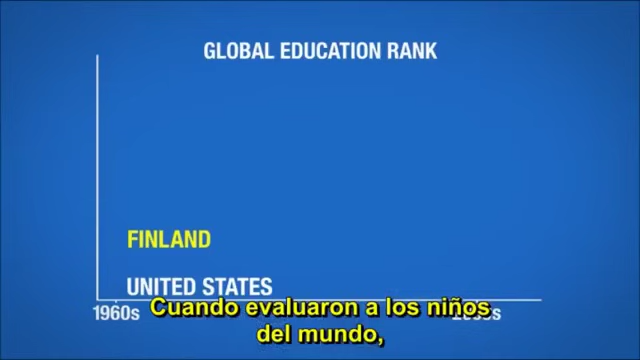 GLOBAL EDUCATION RANK
FINLAND
UNITED STATES
Cuando evaluaron a los niños
del mundo,
1960s